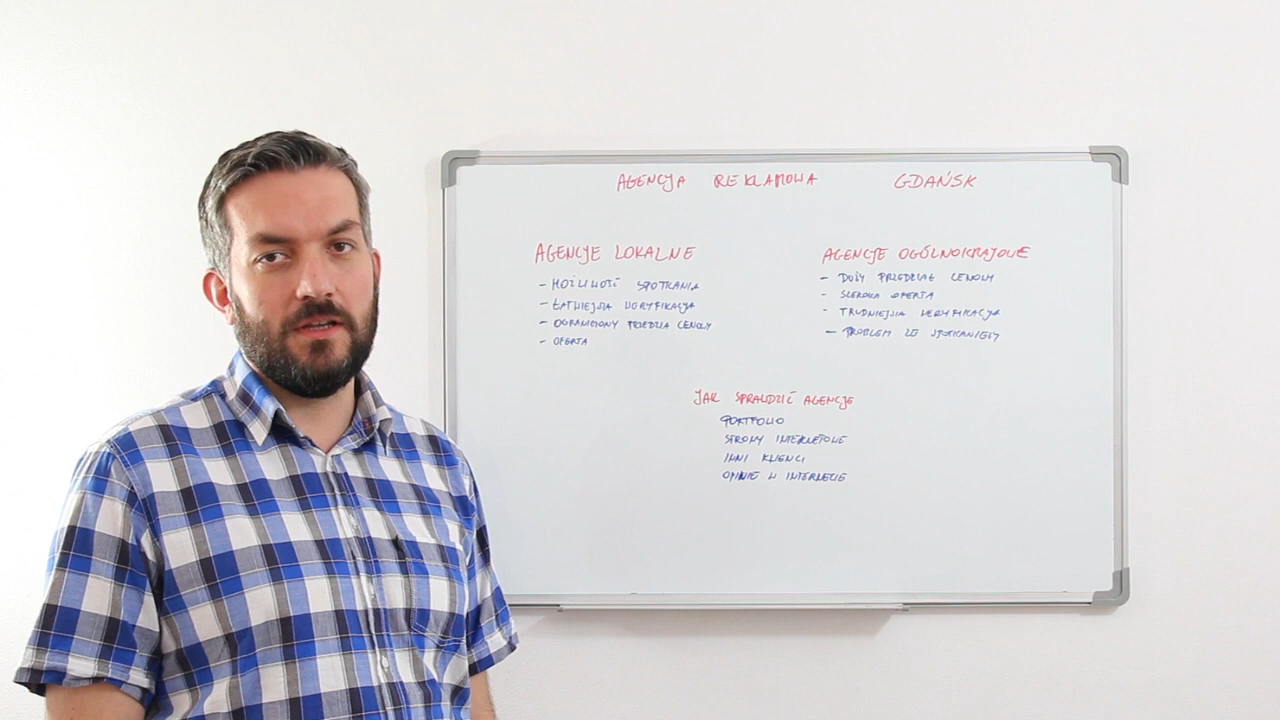 AGENCJA REKLAMOWA GDAŃSK
AGENCJE LOKALNE
- MOŻLIWOŚĆ SPOTKANIA
- ŁATWIEJSZA WERYFIKACJA
- OGRANICZONY PRZEDZIAŁ CENOWY
- OFERTA
AGENCJE OGÓLNOKRAJOWE
- DUŻY PRZEDZIAŁ CENOWY
- SZEROKA OFERTA
- TRUDNIEJSZA WERYFIKACJA
- PROBLEM ZE SPOTKANIEM
JAK SPRAWDZIĆ AGENCJE
PORTFOLIO
STRONY INTERNETOWE
INNI KLIENCI
OPINIE W INTERNECIE